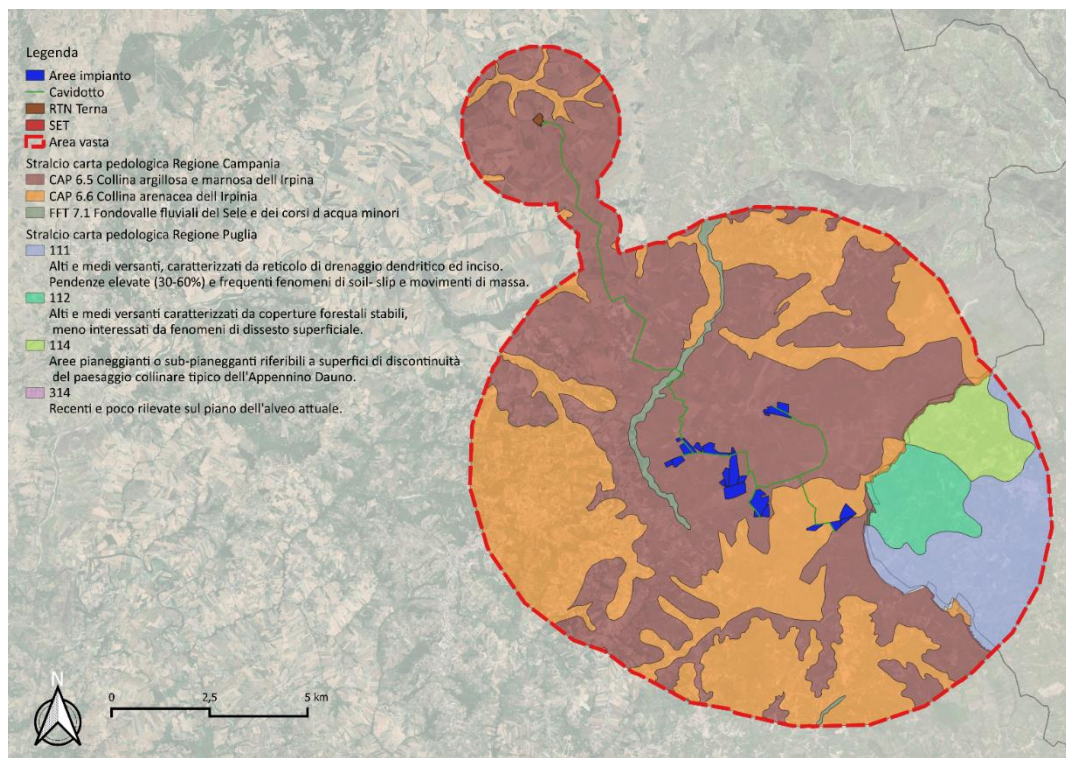 Legenda
Aree impianto
Cavidotto
RTN Terna
SET
Area vasta
Stralcio carta pedologica Regione Campania
CAP 6.5 Collina argillosa e marnosa dell Irpina
CAP 6.6 Collina arenacea dell Irpinia
FFT 7.1 Fondovalle fluviali del Sele e dei corsi d acqua minori
Stralcio carta pedologica Regione Puglia
111
Alti e medi versanti, caratterizzati da reticolo di drenaggio dendritico ed inciso.
Pendenze elevate (30-60%) e frequenti fenomeni di soil- slip e movimenti di massa.
112
Alti e medi versanti caratterizzati da coperture forestali stabili,
meno interessati da fenomeni di dissesto superficiale.
114
Aree pianeggianti o sub-pianegganti riferibili a superfici di discontinuità
del paesaggio collinare tipico dell'Appennino Dauno.
314
Recenti e poco rilevate sul piano dell'alveo attuale.
N
0 2,5 5 km